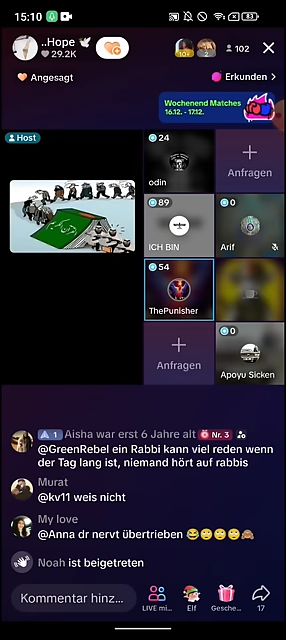 15:10
83
..Hope 🕊
29.2K
10+
2
102
Angesagt
Erkunden >
Wochenend Matches
16.12. - 17.12.
Host
24
odin
Anfragen
89
ICH BIN
0
Arif
54
ThePunisher
Anfragen
0
Apoyu Sicken
1 Aisha war erst 6 Jahre alt Nr. 3
@GreenRebel ein Rabbi kann viel reden wenn
der Tag lang ist, niemand hört auf rabbis
Murat
@kv11 weis nicht
My love
@Anna dr nervt übertrieben 😂🙄🙄🙄🙈
Noah ist beigetreten
Kommentar hinz...
LIVE mi...
Elf
Gesche...
17